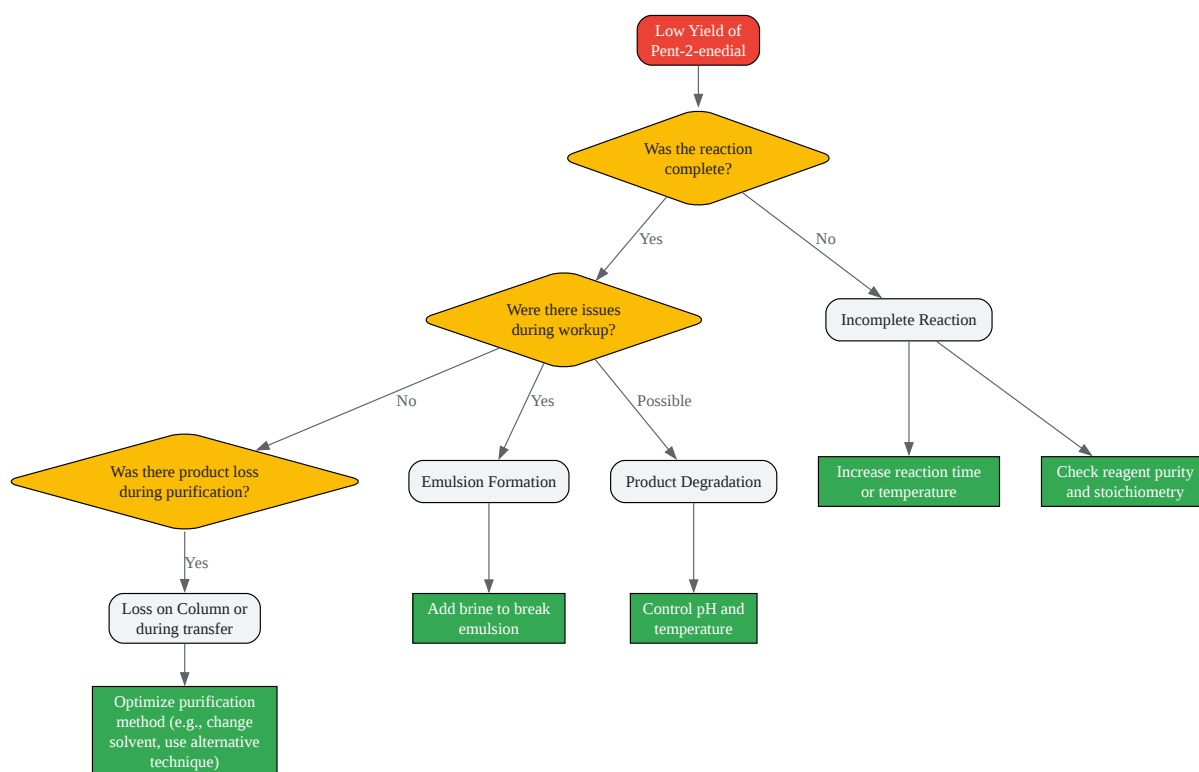 Low Yield of
Pent-2-enedial
Was the reaction
complete?
Yes
No
Were there issues
during workup?
Incomplete Reaction
No
Yes
Possible
Was there product loss
during purification?
Emulsion Formation
Product Degradation
Increase reaction time
or temperature
Check reagent purity
and stoichiometry
Yes
Loss on Column or
during transfer
Add brine to break
emulsion
Control pH and
temperature
Optimize purification
method (e.g., change
solvent, use alternative
technique)